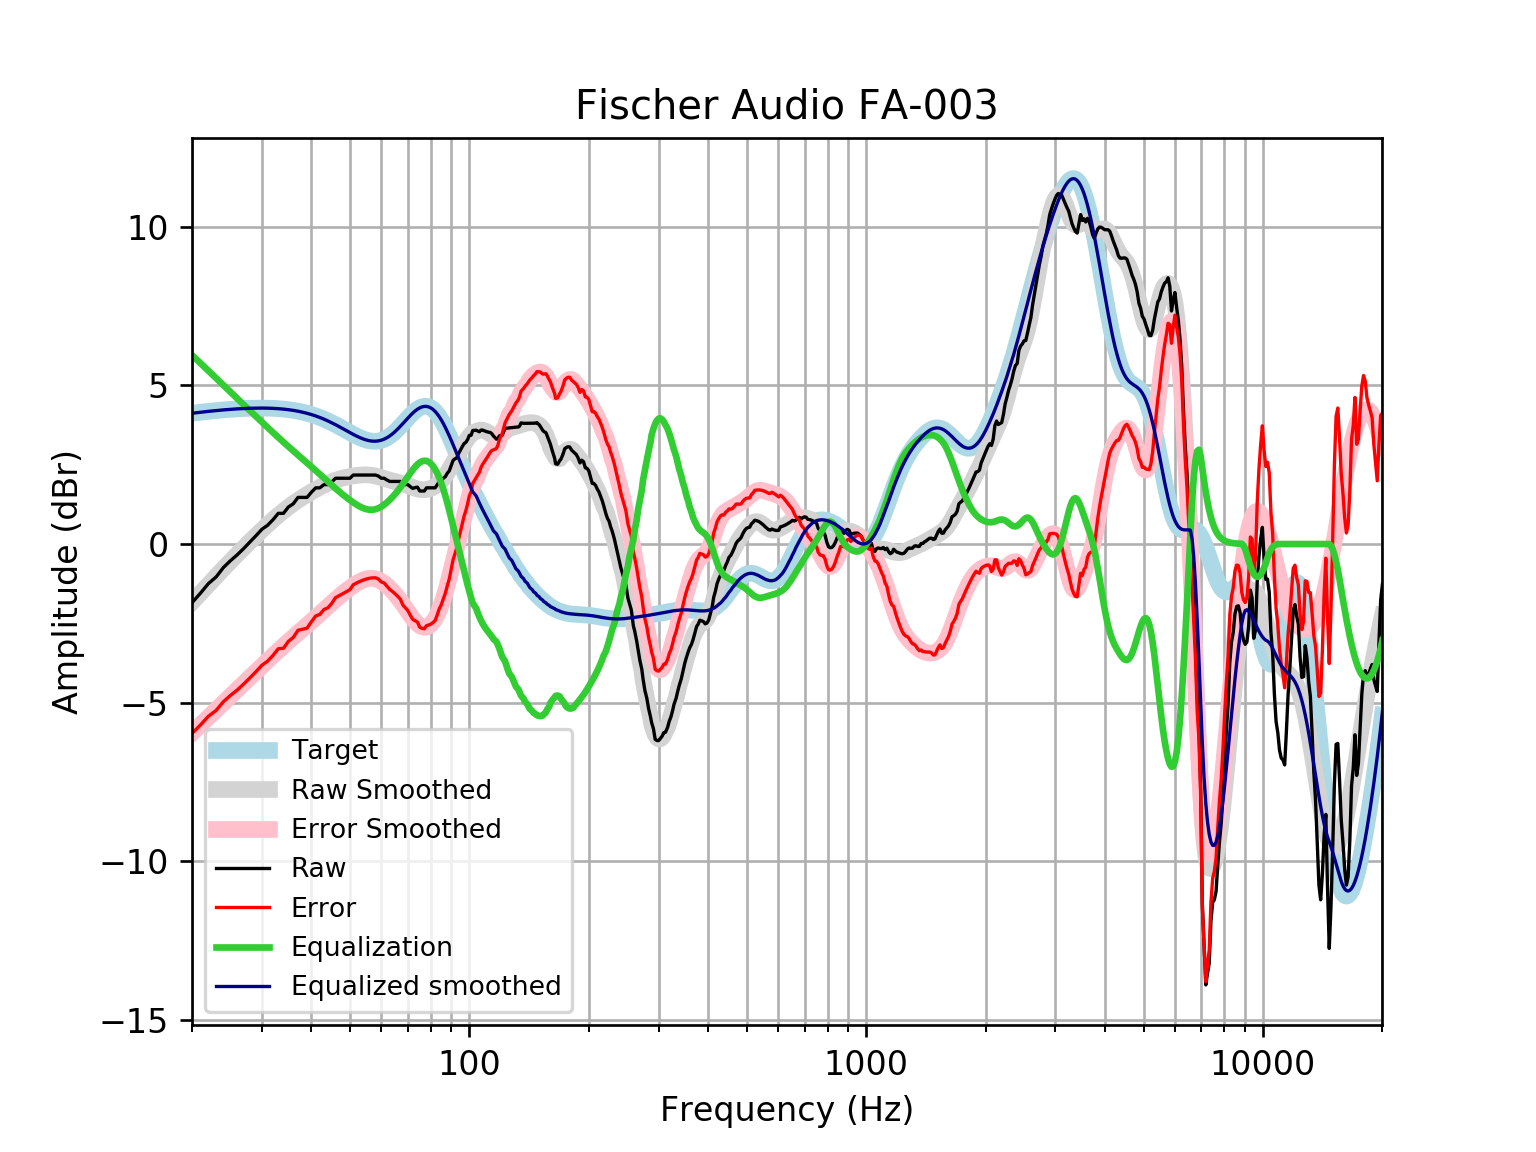 Fischer Audio FA-003
Amplitude (dBr)
10
5
0
−5
−10
−15
Target
Raw Smoothed
Error Smoothed
Raw
Error
Equalization
Equalized smoothed
100
1000
10000
Frequency (Hz)